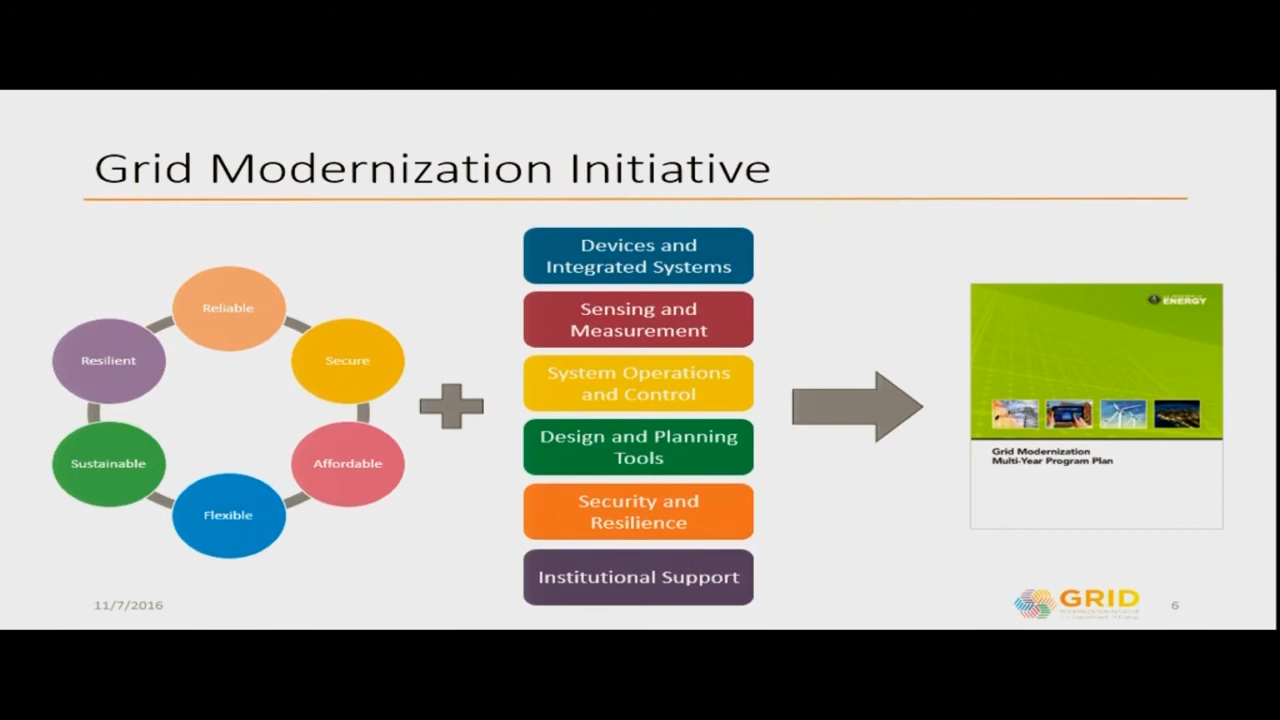 Grid Modernization Initiative
Reliable
Resilient
Secure
Sustainable
Affordable
Flexible
Devices and
Integrated Systems
Sensing and
Measurement
System Operations
and Control
Design and Planning
Tools
Security and
Resilience
Institutional Support
ENERGY
Grid Modernization
Multi-Year Program Plan
11/7/2016
GRID
6